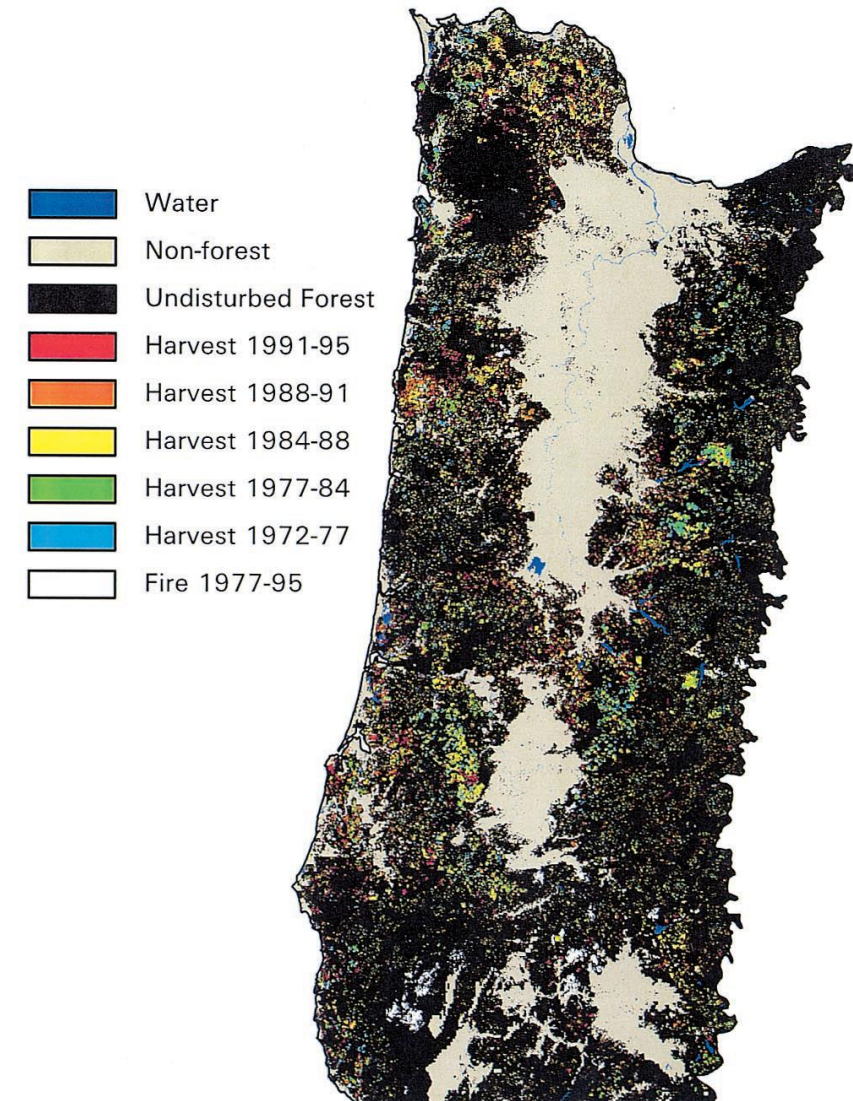 Water
Non-forest
Undisturbed Forest
Harvest 1991-95
Harvest 1988-91
Harvest 1984-88
Harvest 1977-84
Harvest 1972-77
Fire 1977-95